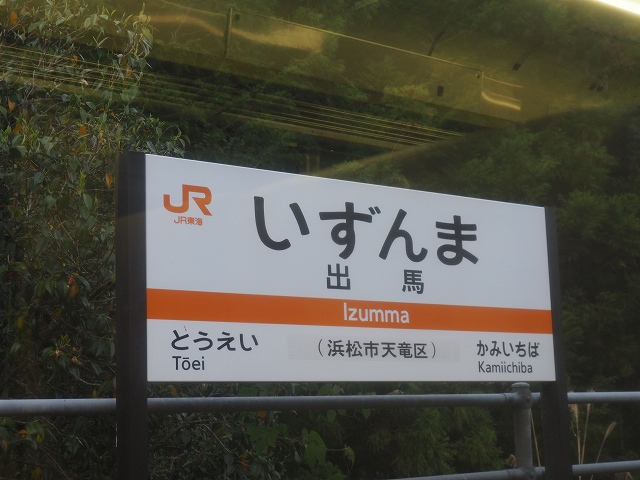 JR
JR東海
いずんま
出馬
Izumma
とうえい
Tōei
（浜松市天竜区）
かみいちば
Kamiichiba